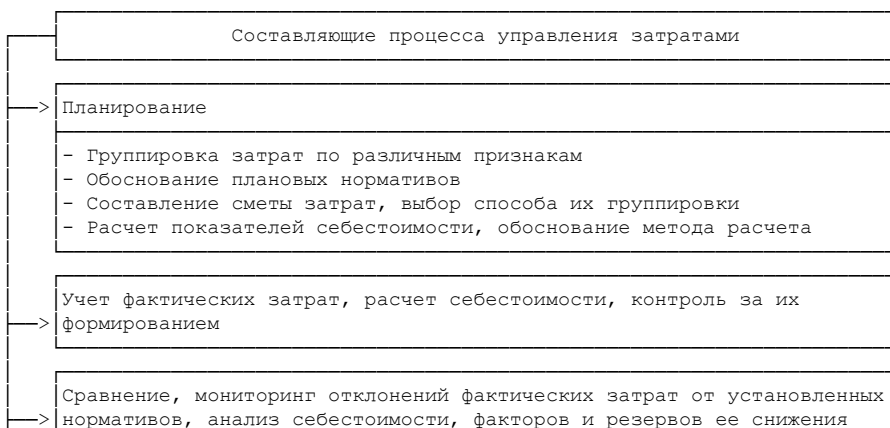 Составляющие процесса управления затратами
Планирование
- Группировка затрат по различным признакам
- Обоснование плановых нормативов
- Составление сметы затрат, выбор способа их группировки
- Расчет показателей себестоимости, обоснование метода расчета
Учет фактических затрат, расчет себестоимости, контроль за их
формированием
Сравнение, мониторинг отклонений фактических затрат от установленных
нормативов, анализ себестоимости, факторов и резервов ее снижения